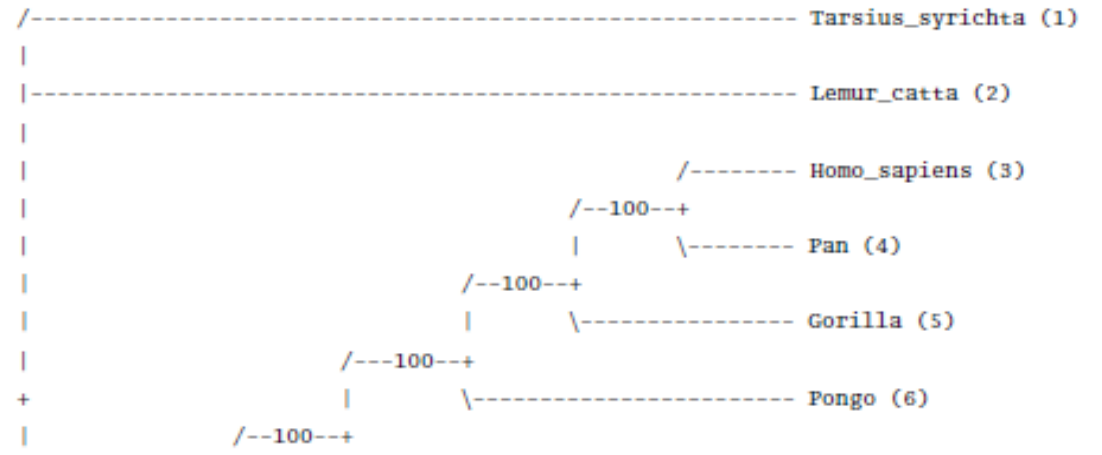 /---------------------------------------------------------- Tarsius_syrichta (1)
|
|---------------------------------------------------------- Lemur_catta (2)
|
|                                                 /-------- Homo_sapiens (3)
|                                         /--100--+
|                                         |       \-------- Pan (4)
|                                 /--100--+
|                                 |       \---------------- Gorilla (5)
|                        /---100--+
+                        |        \------------------------ Pongo (6)
|                /--100--+